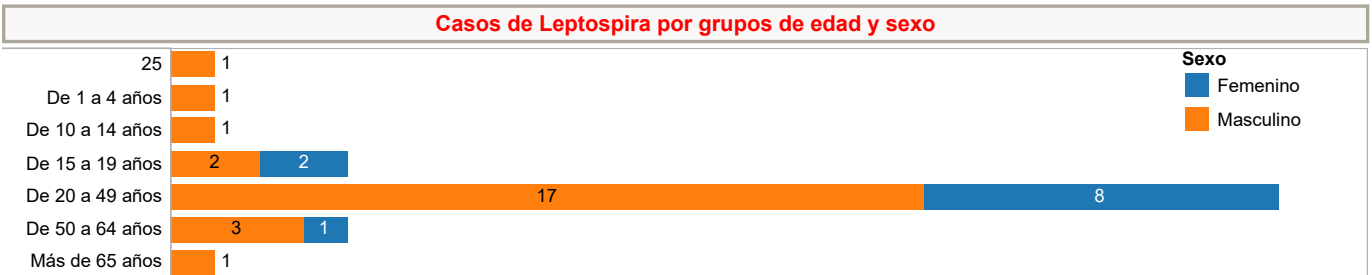 Casos de Leptospira por grupos de edad y sexo
Sexo
Femenino
Masculino
25 1
De 1 a 4 años 1
De 10 a 14 años 1
De 15 a 19 años 2 2
De 20 a 49 años 17 8
De 50 a 64 años 3 1
Más de 65 años 1